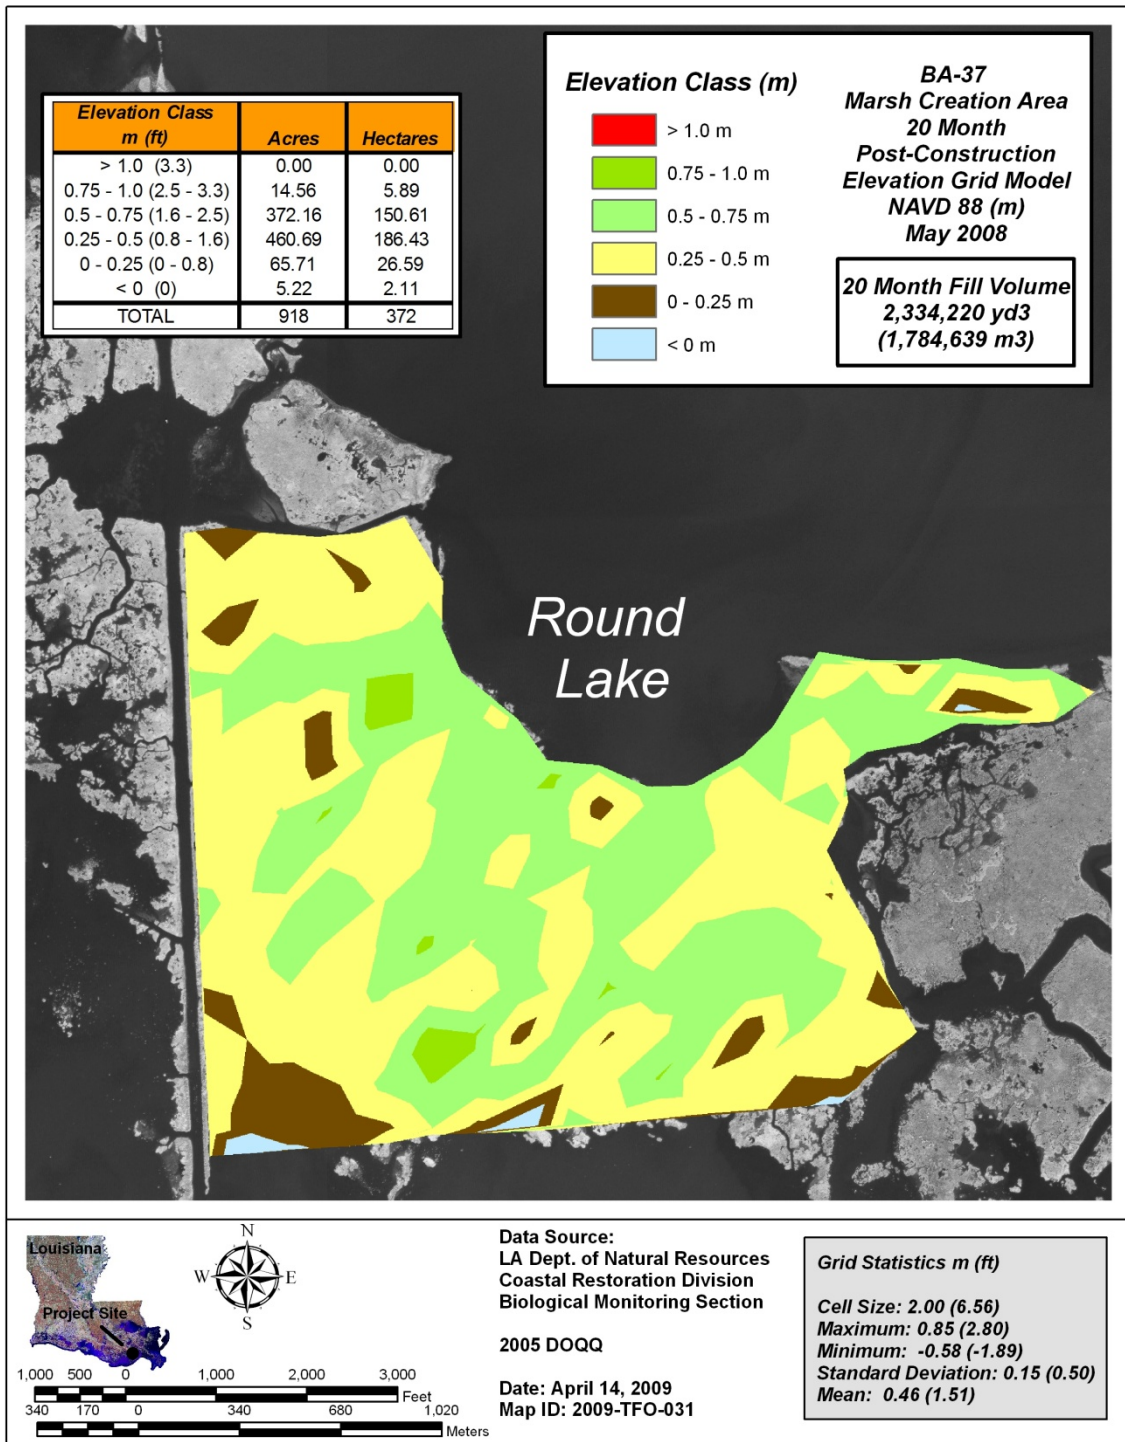 Elevation Class
m (ft) Acres Hectares
> 1.0 (3.3) 0.00 0.00
0.75 - 1.0 (2.5 - 3.3) 14.56 5.89
0.5 - 0.75 (1.6 - 2.5) 372.16 150.61
0.25 - 0.5 (0.8 - 1.6) 460.69 186.43
0 - 0.25 (0 - 0.8) 65.71 26.59
< 0 (0) 5.22 2.11
TOTAL 918 372
Elevation Class (m)
> 1.0 m
0.75 - 1.0 m
0.5 - 0.75 m
0.25 - 0.5 m
0 - 0.25 m
< 0 m
BA-37
Marsh Creation Area
20 Month
Post-Construction
Elevation Grid Model
NAVD 88 (m)
May 2008
20 Month Fill Volume
2,334,220 yd3
(1,784,639 m3)
Round
Lake
Louisiana
Project Site
N
W E
S
1,000 500 0 1,000 2,000 3,000
Feet
340 170 0 340 680 1,020
Meters
Data Source:
LA Dept. of Natural Resources
Coastal Restoration Division
Biological Monitoring Section
2005 DOQQ
Date: April 14, 2009
Map ID: 2009-TFO-031
Grid Statistics m (ft)
Cell Size: 2.00 (6.56)
Maximum: 0.85 (2.80)
Minimum: -0.58 (-1.89)
Standard Deviation: 0.15 (0.50)
Mean: 0.46 (1.51)